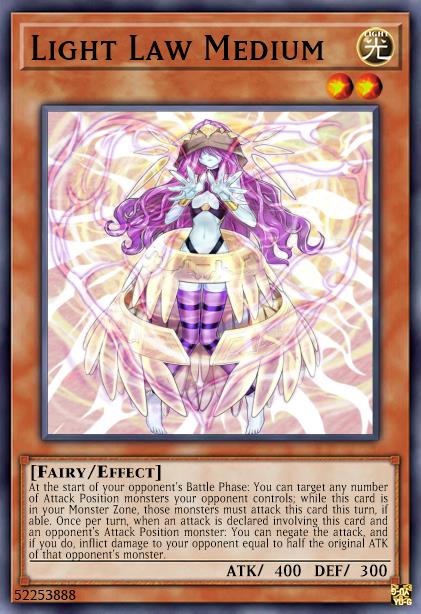 Light Law Medium
LIGHT
光
[Fairy/Effect]
At the start of your opponent's Battle Phase: You can target any number
of Attack Position monsters your opponent controls; while this card is
in your Monster Zone, those monsters must attack this card this turn, if
able. Once per turn, when an attack is declared involving this card and
an opponent's Attack Position monster: You can negate the attack, and
if you do, inflict damage to your opponent equal to half the original ATK
of that opponent's monster.
ATK/ 400 DEF/ 300
52253888